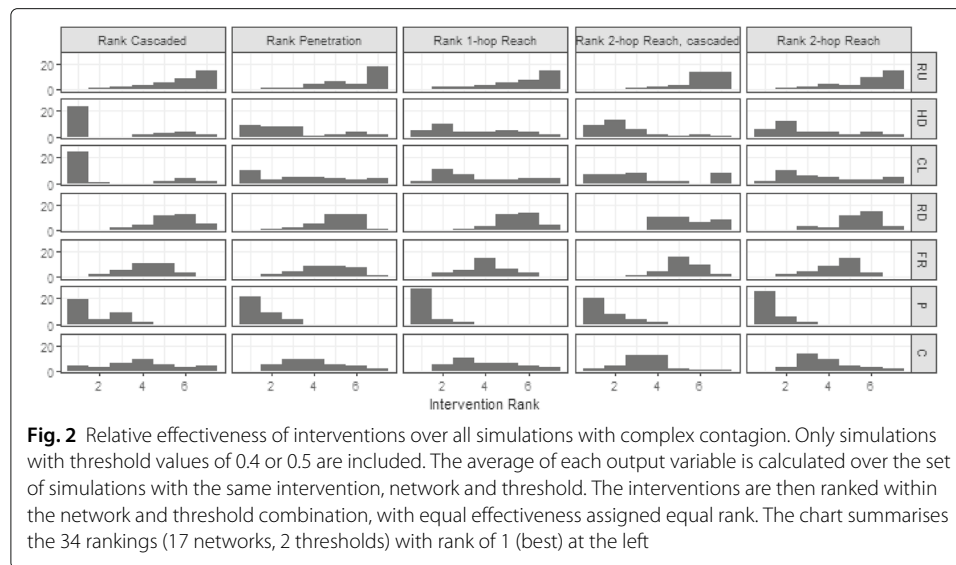 Rank Cascaded Rank Penetration Rank 1-hop Reach Rank 2-hop Reach, cascaded Rank 2-hop Reach
20
0
RU
20
0
HD
20
0
CL
20
0
RD
20
0
FR
20
0
P
20
0
C
2 4 6 2 4 6 2 4 6 2 4 6 2 4 6
Intervention Rank
Fig. 2 Relative effectiveness of interventions over all simulations with complex contagion. Only simulations
with threshold values of 0.4 or 0.5 are included. The average of each output variable is calculated over the set
of simulations with the same intervention, network and threshold. The interventions are then ranked within
the network and threshold combination, with equal effectiveness assigned equal rank. The chart summarises
the 34 rankings (17 networks, 2 thresholds) with rank of 1 (best) at the left